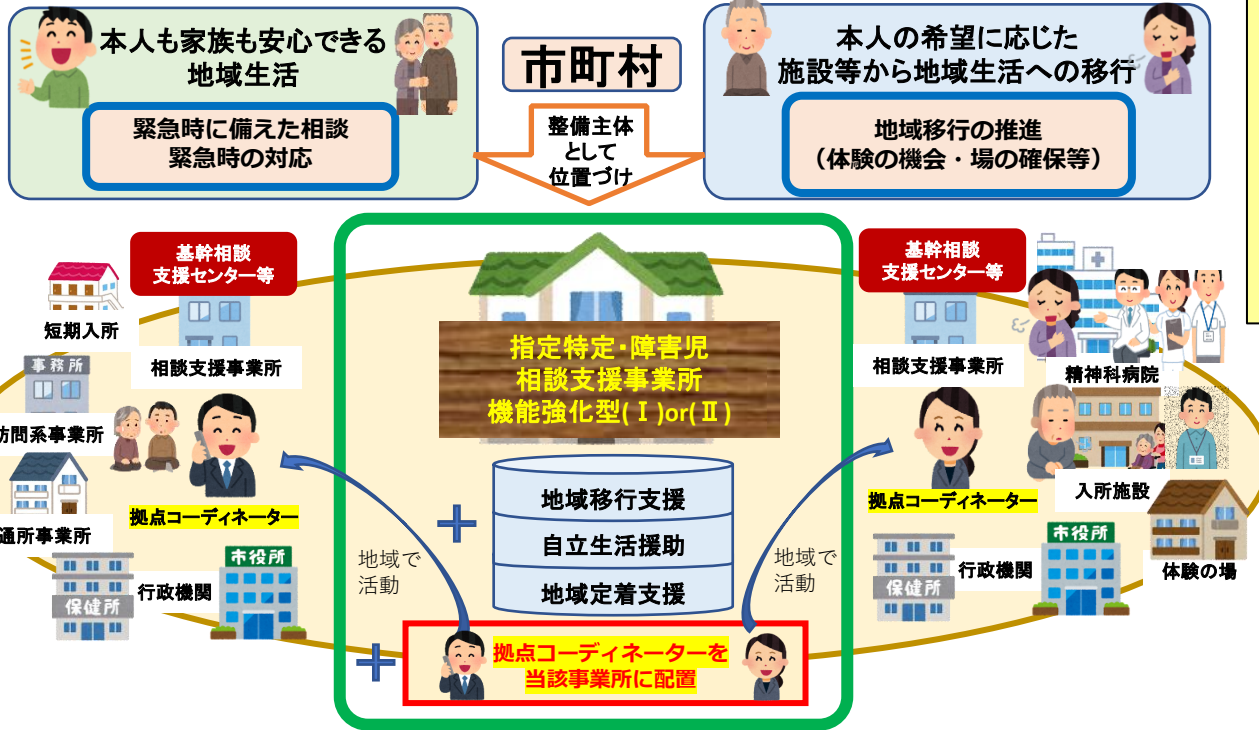 本人も家族も安心できる
地域生活
緊急時に備えた相談
緊急時の対応
市町村
整備主体
として
位置づけ
本人の希望に応じた
施設等から地域生活への移行
地域移行の推進
（体験の機会・場の確保等）
基幹相談
支援センター等
短期入所
相談支援事業所
事務所
訪問系事業所
通所事業所
拠点コーディネーター
保健所
行政機関
市役所
指定特定・障害児
相談支援事業所
機能強化型(Ⅰ)or(Ⅱ)
＋
地域移行支援
自立生活援助
地域定着支援
地域で
活動
地域で
活動
＋
拠点コーディネーターを
当該事業所に配置
基幹相談
支援センター等
相談支援事業所
精神科病院
拠点コーディネーター
入所施設
体験の場
保健所
行政機関
市役所